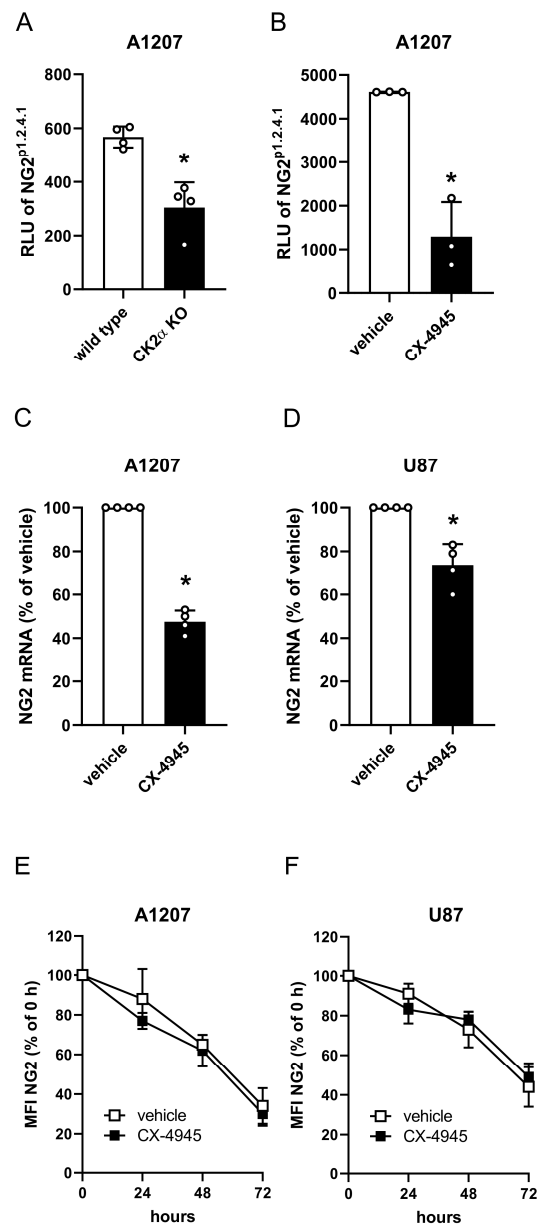 A
A1207
RLU of NG2p1.2.4.1
800
600
400
200
0
*
wild type
CK2α KO
B
A1207
RLU of NG2p1.2.4.1
5000
4000
3000
2000
1000
0
*
vehicle
CX-4945
C
A1207
NG2 mRNA (% of vehicle)
100
80
60
40
20
0
*
vehicle
CX-4945
D
U87
NG2 mRNA (% of vehicle)
100
80
60
40
20
0
*
vehicle
CX-4945
E
A1207
MFI NG2 (% of 0 h)
120
100
80
60
40
20
0
vehicle
CX-4945
0 24 48 72
hours
F
U87
MFI NG2 (% of 0 h)
120
100
80
60
40
20
0
vehicle
CX-4945
0 24 48 72
hours